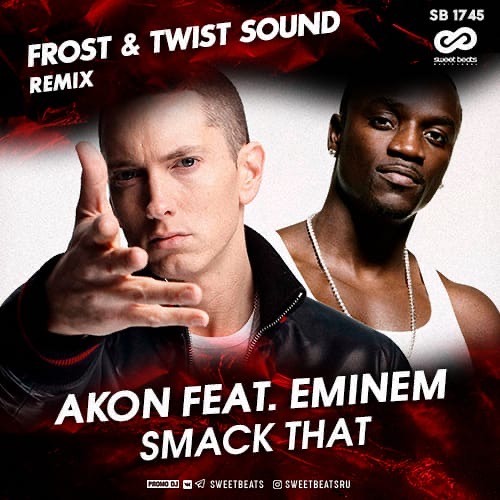 FROST & TWIST SOUND
REMIX
SB 1745
sweet beats
AKON FEAT. EMINEM
SMACK THAT
PROMO DJ SWEETBEATS SWEETBEATSRU